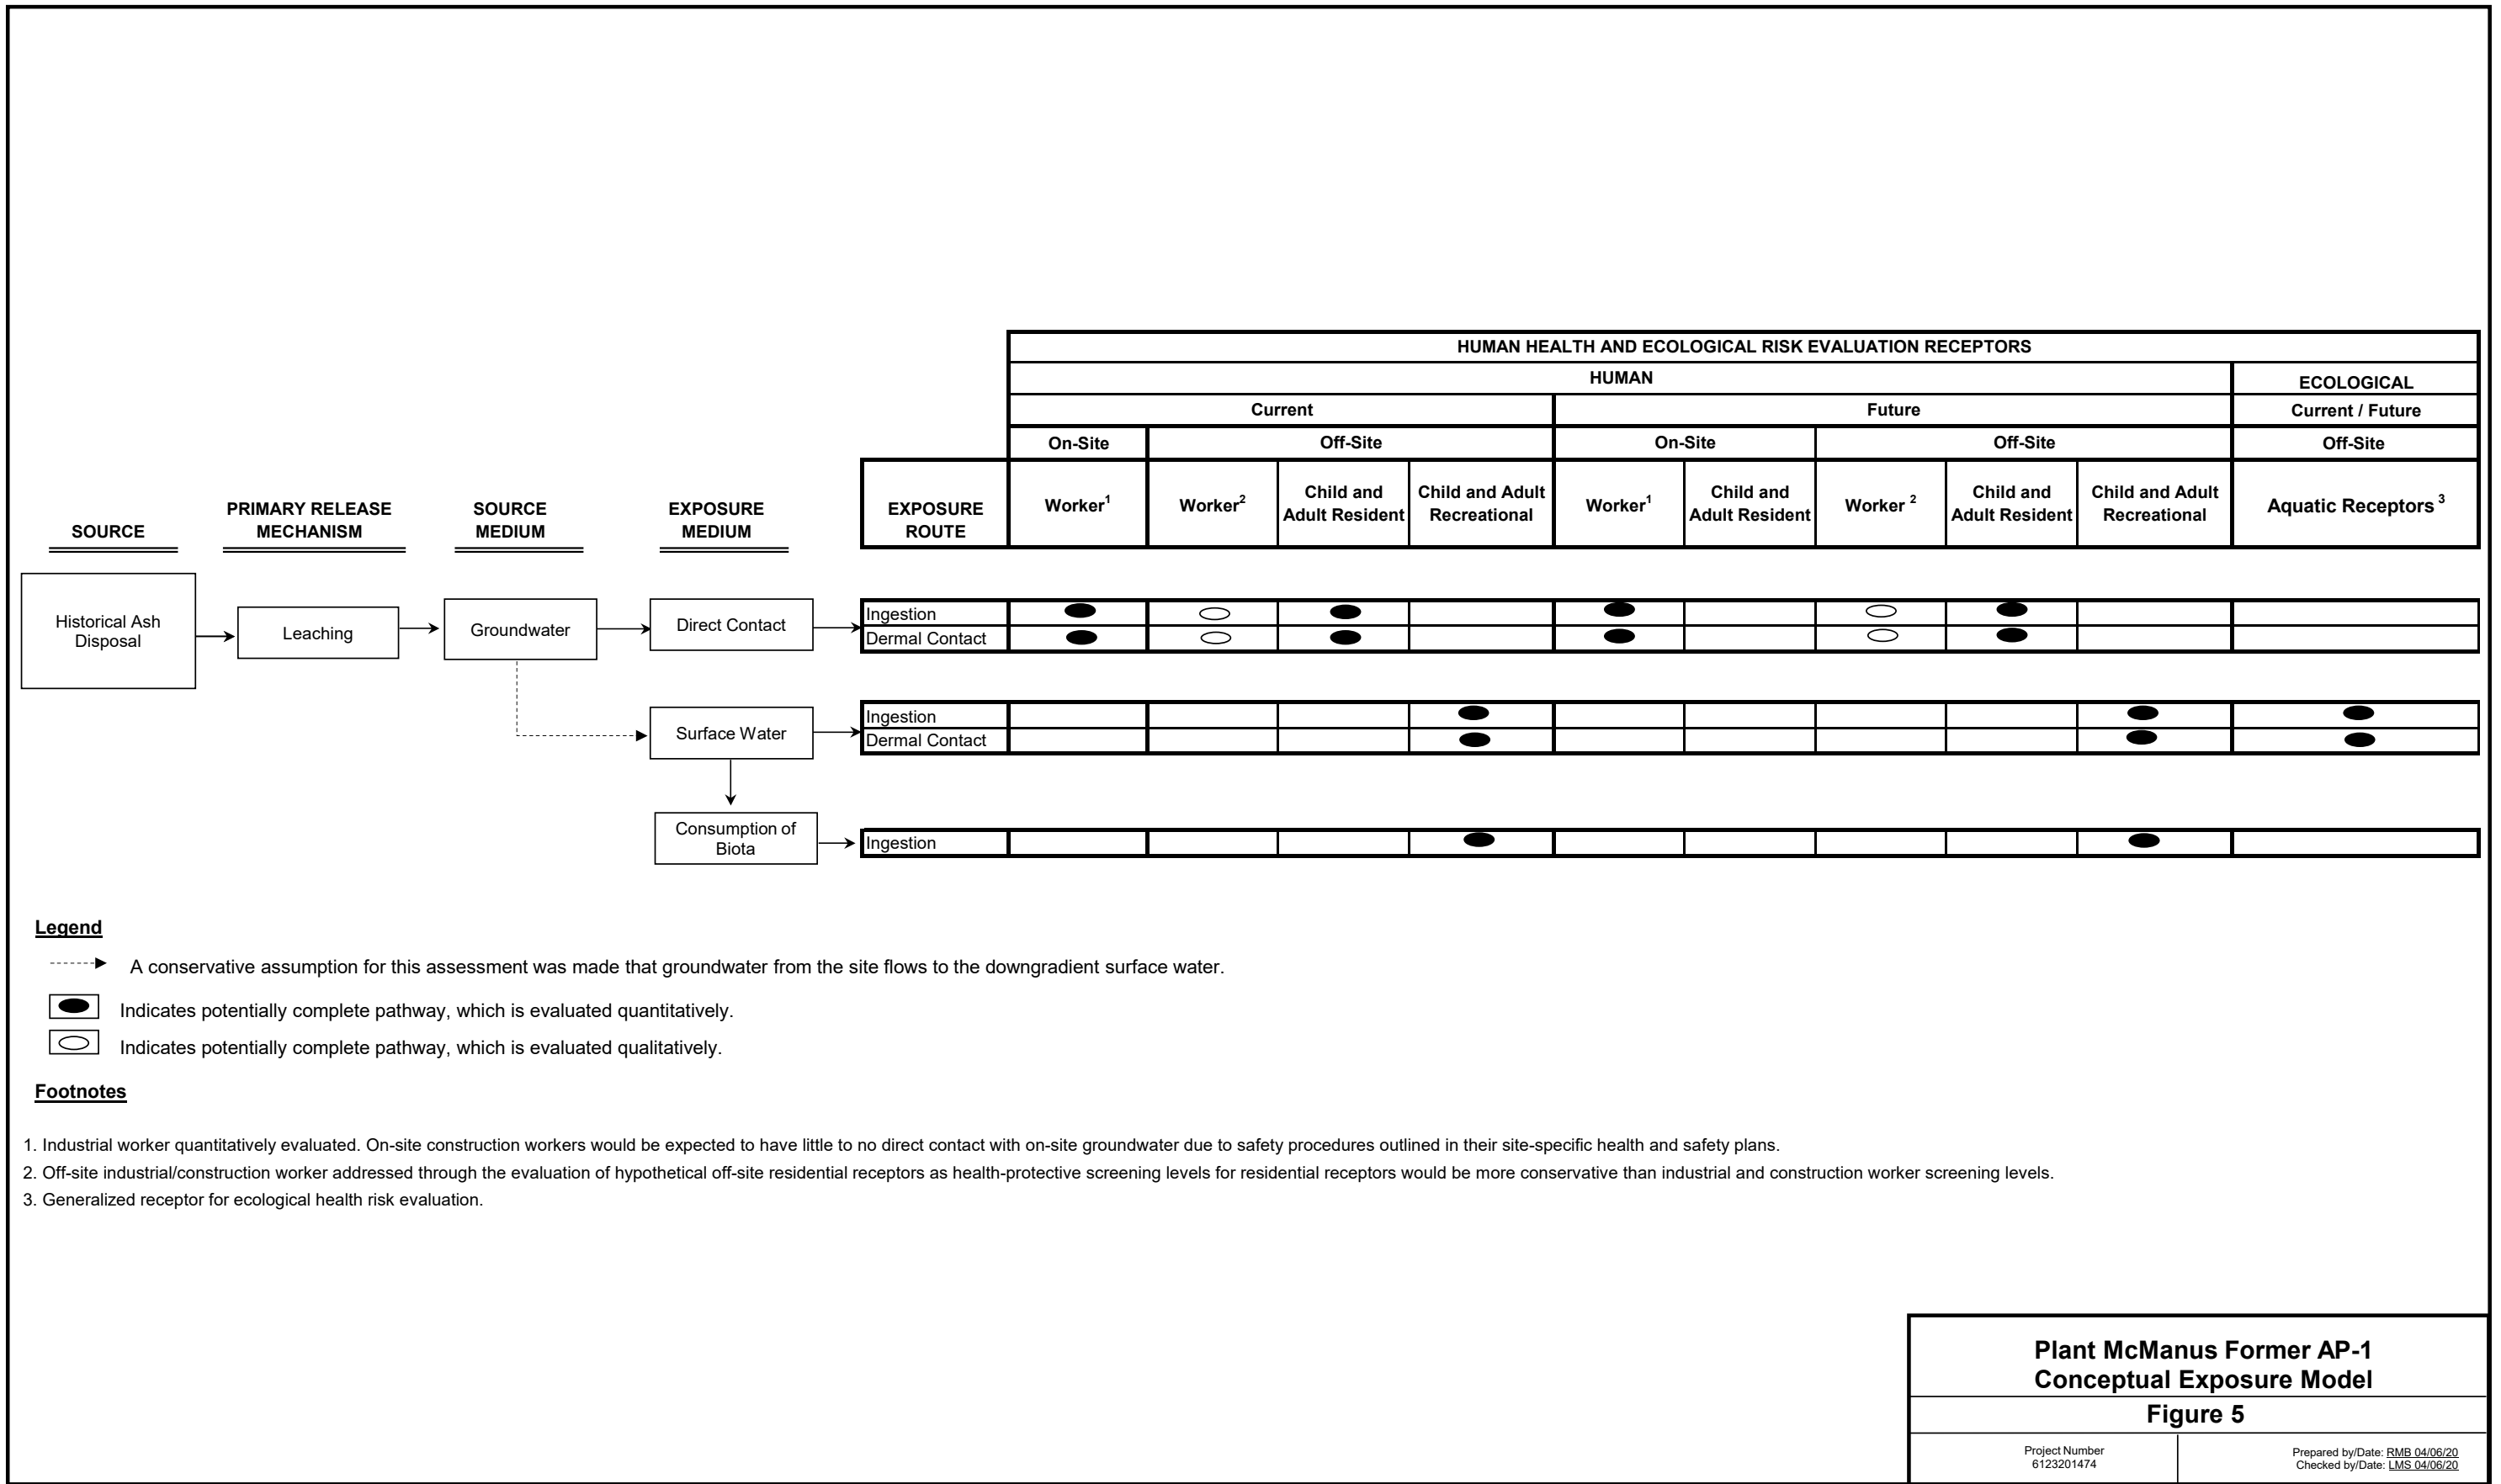 HUMAN HEALTH AND ECOLOGICAL RISK EVALUATION RECEPTORS
HUMAN
ECOLOGICAL
Current
Future
Current / Future
On-Site
Off-Site
On-Site
Off-Site
Off-Site
SOURCE
PRIMARY RELEASE
MECHANISM
SOURCE
MEDIUM
EXPOSURE
MEDIUM
EXPOSURE
ROUTE
Worker1
Worker2
Child and
Adult Resident
Child and Adult
Recreational
Worker1
Child and
Adult Resident
Worker 2
Child and
Adult Resident
Child and Adult
Recreational
Aquatic Receptors 3
Historical Ash
Disposal
Leaching
Groundwater
Direct Contact
Ingestion
Dermal Contact
Surface Water
Ingestion
Dermal Contact
Consumption of
Biota
Ingestion
Legend
A conservative assumption for this assessment was made that groundwater from the site flows to the downgradient surface water.
Indicates potentially complete pathway, which is evaluated quantitatively.
Indicates potentially complete pathway, which is evaluated qualitatively.
Footnotes
1. Industrial worker quantitatively evaluated. On-site construction workers would be expected to have little to no direct contact with on-site groundwater due to safety procedures outlined in their site-specific health and safety plans.
2. Off-site industrial/construction worker addressed through the evaluation of hypothetical off-site residential receptors as health-protective screening levels for residential receptors would be more conservative than industrial and construction worker screening levels.
3. Generalized receptor for ecological health risk evaluation.
Plant McManus Former AP-1
Conceptual Exposure Model
Figure 5
Project Number
6123201474
Prepared by/Date: RMB 04/06/20
Checked by/Date: LMS 04/06/20